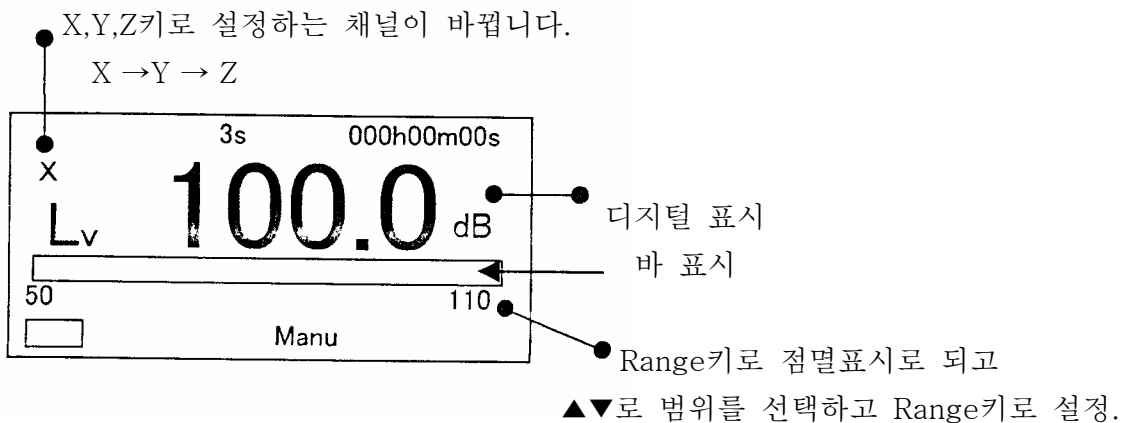 X,Y,Z키로 설정하는 채널이 바뀝니다.
X →Y → Z
3s 000h00m00s
X
Lv 100.0 dB
디지털 표시
바 표시
50 110
Manu
Range키로 점멸표시로 되고
▲▼로 범위를 선택하고 Range키로 설정.